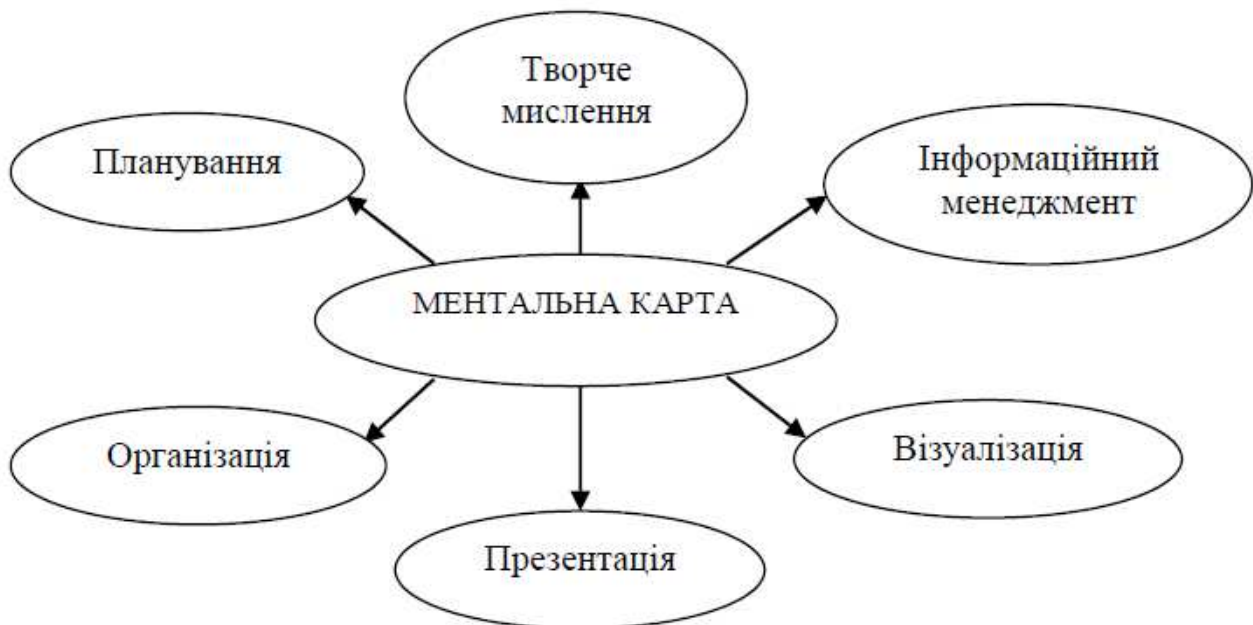 Творче
мислення
Планування
Інформаційний
менеджмент
МЕНТАЛЬНА КАРТА
Організація
Візуалізація
Презентація